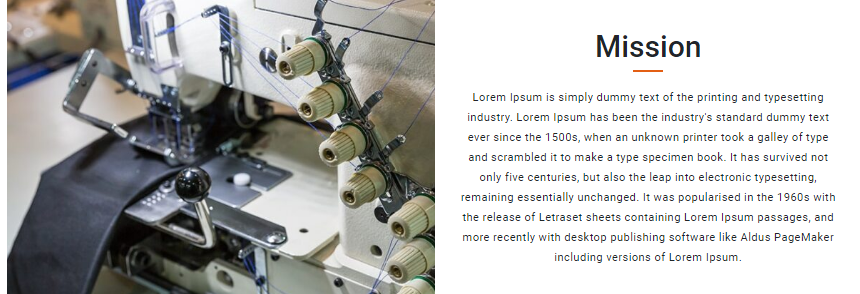 Mission
Lorem Ipsum is simply dummy text of the printing and typesetting
industry. Lorem Ipsum has been the industry's standard dummy text
ever since the 1500s, when an unknown printer took a galley of type
and scrambled it to make a type specimen book. It has survived not
only five centuries, but also the leap into electronic typesetting,
remaining essentially unchanged. It was popularised in the 1960s with
the release of Letraset sheets containing Lorem Ipsum passages, and
more recently with desktop publishing software like Aldus PageMaker
including versions of Lorem Ipsum.